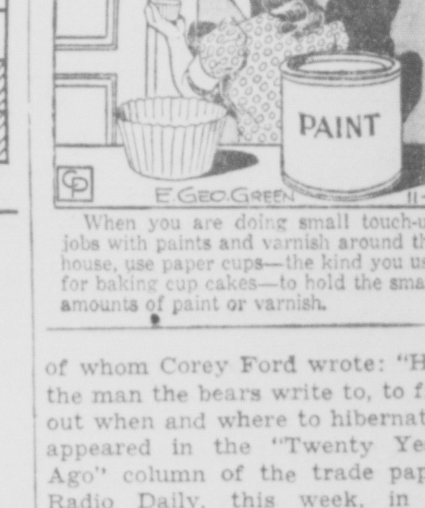 PAINT
CP
E. GEO. GREEN 11-
When you are doing small touch-u
jobs with paints and varnish around th
house, use paper cups—the kind you us
for baking cup cakes—to hold the sma
amounts of paint or varnish.
of whom Corey Ford wrote: "H
the man the bears write to, to f
out when and where to hibernat
appeared in the "Twenty Ye
Ago" column of the trade pap
Radio Daily, this week, in